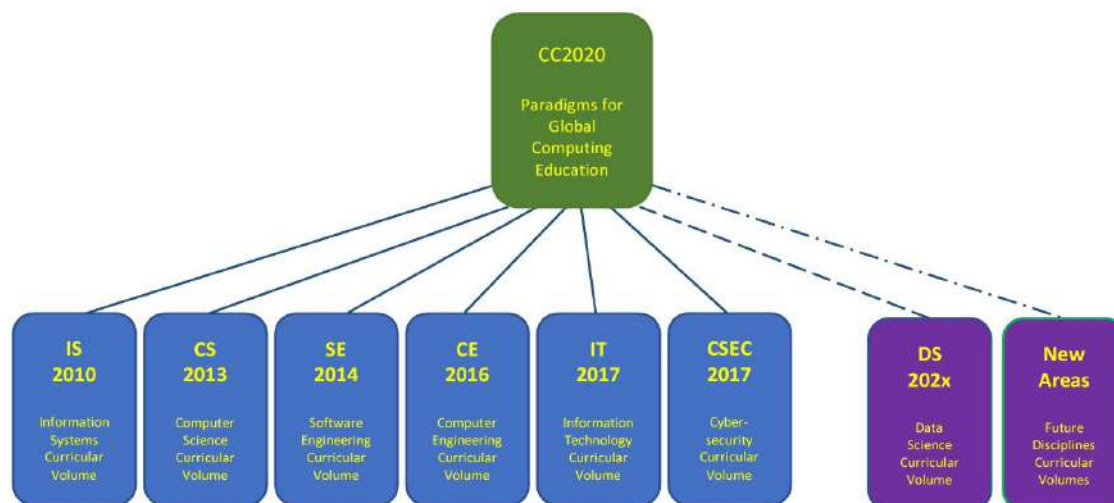 CC2020
Paradigms for
Global
Computing
Education
IS
2010
Information
Systems
Curricular
Volume
CS
2013
Computer
Science
Curricular
Volume
SE
2014
Software
Engineering
Curricular
Volume
CE
2016
Computer
Engineering
Curricular
Volume
IT
2017
Information
Technology
Curricular
Volume
CSEC
2017
Cyber-
security
Curricular
Volume
DS
202x
Data
Science
Curricular
Volume
New
Areas
Future
Disciplines
Curricular
Volumes